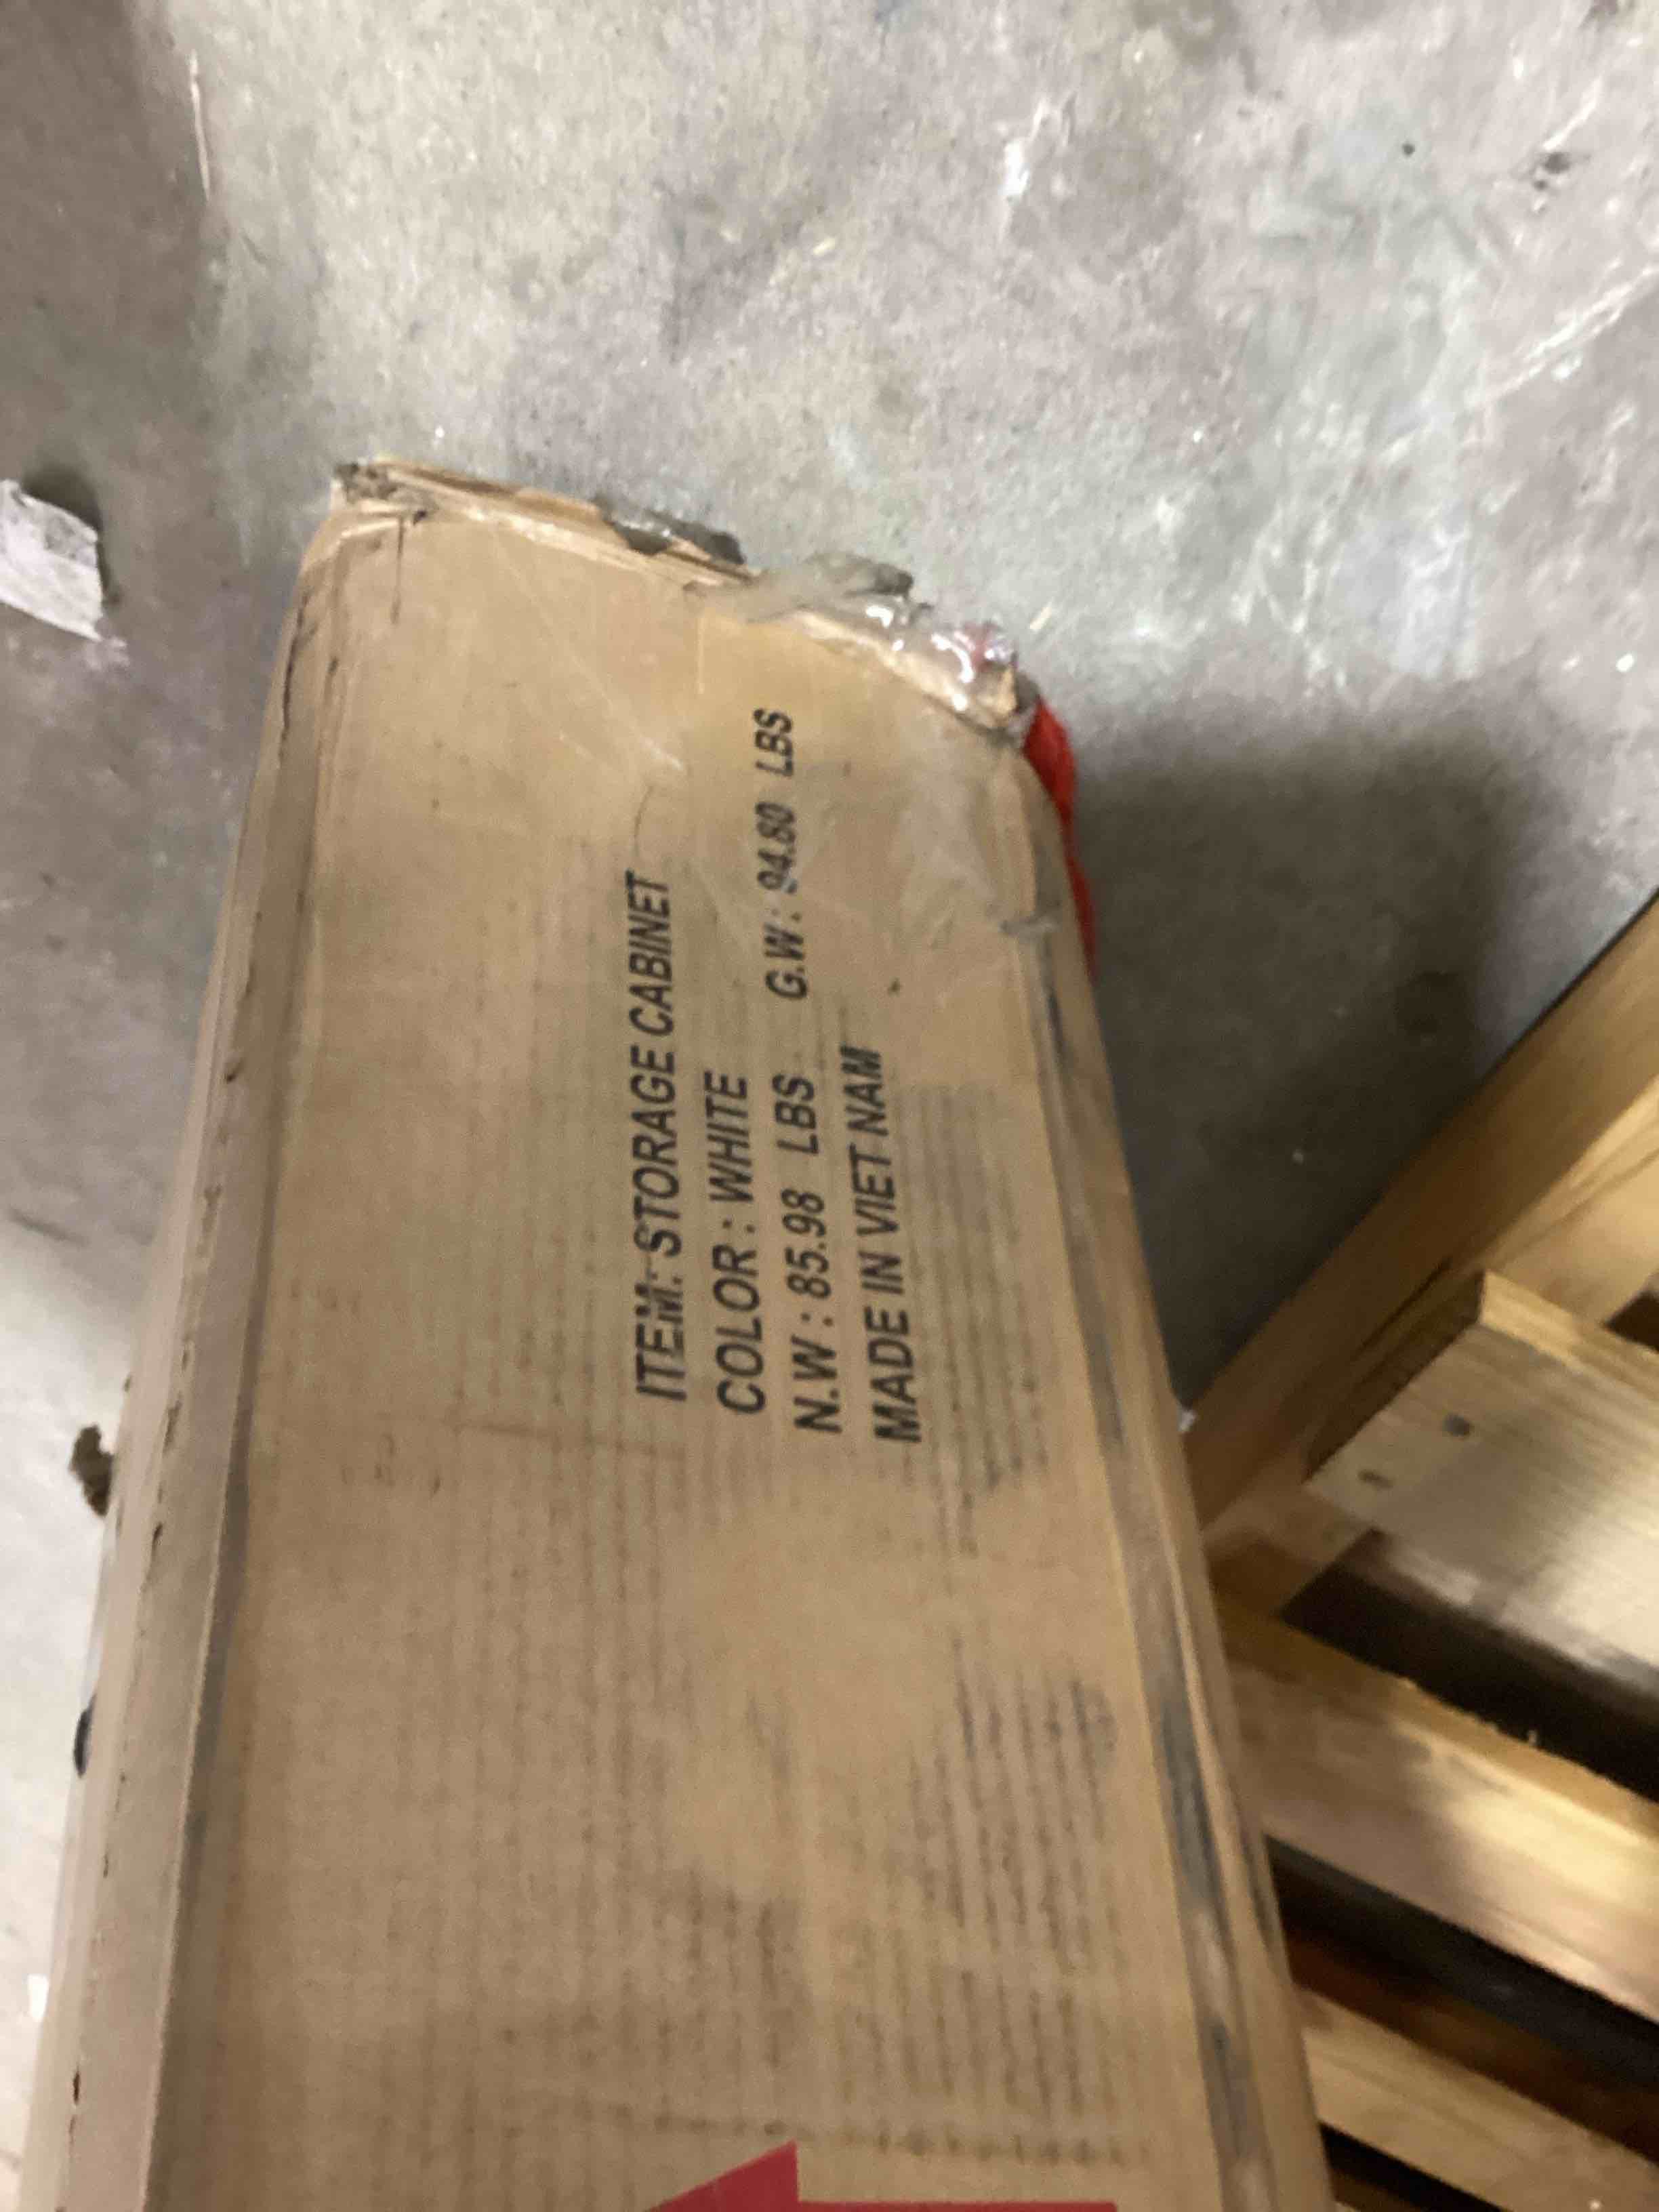 ITEM: STORAGE CABINET
COLOR : WHITE
N.W : 85.98 LBS G.W : 94.80 LBS
MADE IN VIET NAM